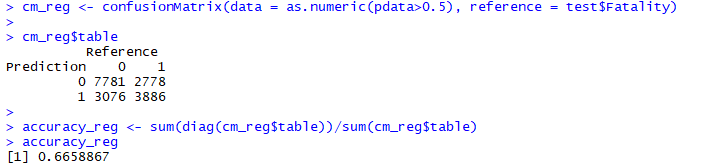 > cm_reg <- confusionMatrix(data = as.numeric(pdata>0.5), reference = test$Fatality)
>
> cm_reg$table
          Reference
Prediction    0    1
         0 7781 2778
         1 3076 3886
>
> accuracy_reg <- sum(diag(cm_reg$table))/sum(cm_reg$table)
> accuracy_reg
[1] 0.6658867